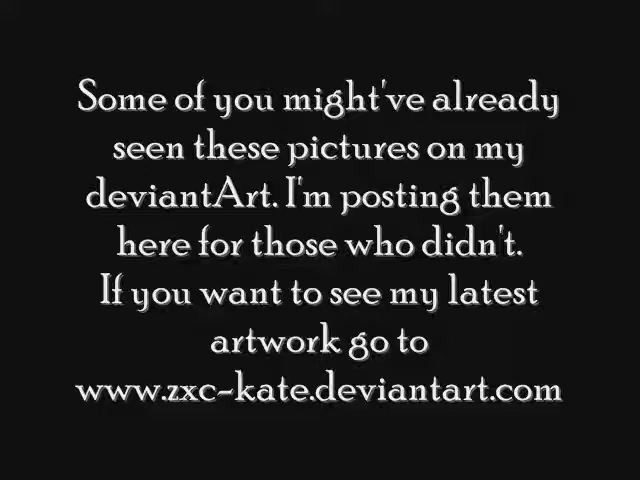 Some of you might've already
seen these pictures on my
deviantArt. I'm posting them
here for those who didn't.
If you want to see my latest
artwork go to
www.zxc-kate.deviantart.com